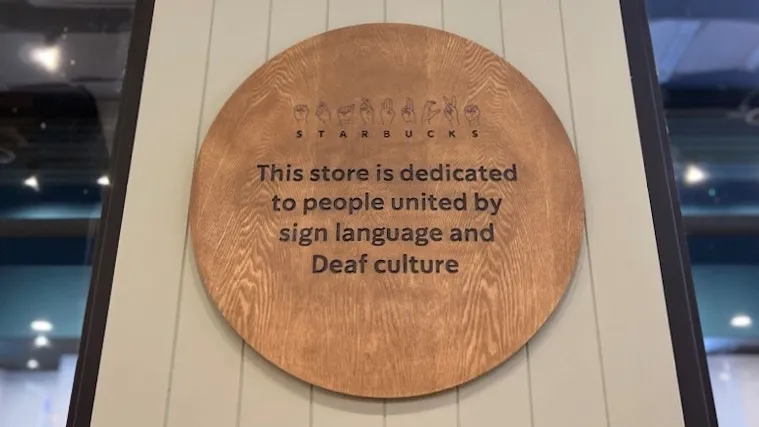 STARBUCKS
This store is dedicated
to people united by
sign language and
Deaf culture